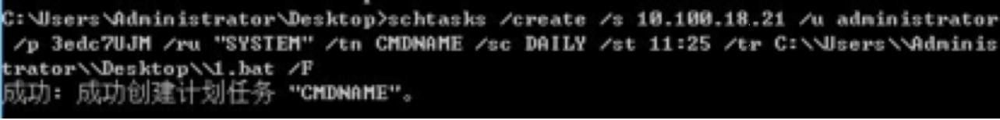 C:\Users\Administrator\Desktop>schtasks /create /s 10.100.18.21 /u administrator
/p 3edc7UJM /ru "SYSTEM" /tn CMDNAME /sc DAILY /st 11:25 /tr C:\\Users\\Adminis
trator\\Desktop\\1.bat /F
成功: 成功创建计划任务 "CMDNAME"。